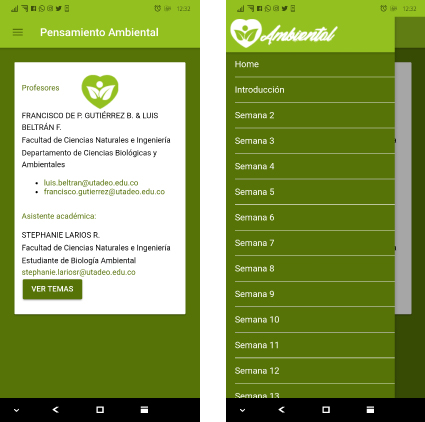 12:32
Pensamiento Ambiental
Profesores
FRANCISCO DE P. GUTIÉRREZ B. & LUIS
BELTRÁN F.
Facultad de Ciencias Naturales e Ingeniería
Departamento de Ciencias Biológicas y
Ambientales
luis.beltran@utadeo.edu.co
francisco.gutierrez@utadeo.edu.co
Asistente académica:
STEPHANIE LARIOS R.
Facultad de Ciencias Naturales e Ingeniería
Estudiante de Biología Ambiental
stephanie.lariosr@utadeo.edu.co
VER TEMAS
12:32
Ambiental
Home
Introducción
Semana 2
Semana 3
Semana 4
Semana 5
Semana 6
Semana 7
Semana 8
Semana 9
Semana 10
Semana 11
Semana 12
Semana 13